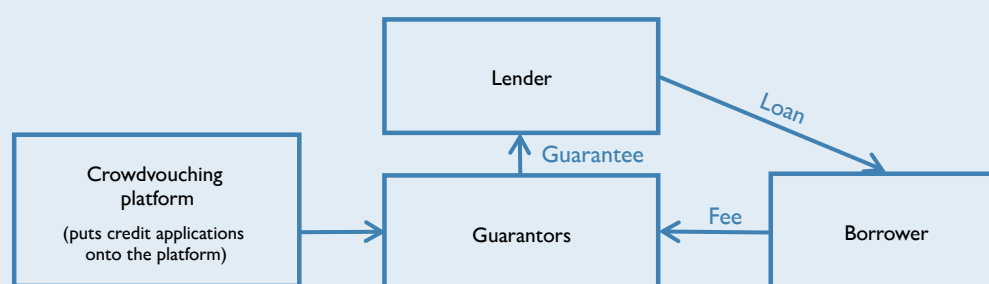 Lender
Loan
Guarantee
Crowdvouching
platform
(puts credit applications
onto the platform)
Guarantors
Fee
Borrower